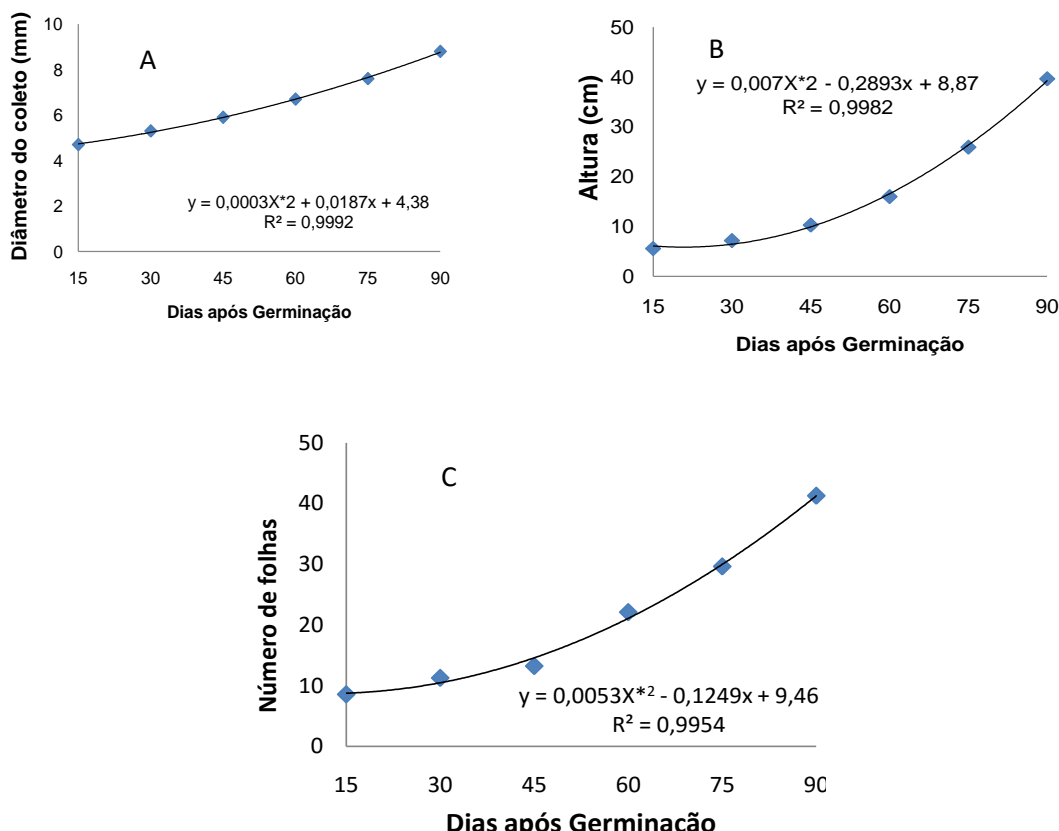 A
Diâmetro do coleto (mm)
10
8
6
4
2
0
y = 0,0003X*2 + 0,0187x + 4,38
R² = 0,9992
15 30 45 60 75 90
Dias após Germinação
B
Altura (cm)
50
40
30
20
10
0
y = 0,007X*2 - 0,2893x + 8,87
R² = 0,9982
15 30 45 60 75 90
Dias após Germinação
C
Número de folhas
50
40
30
20
10
0
y = 0,0053X*² - 0,1249x + 9,46
R² = 0,9954
15 30 45 60 75 90
Dias após Germinação